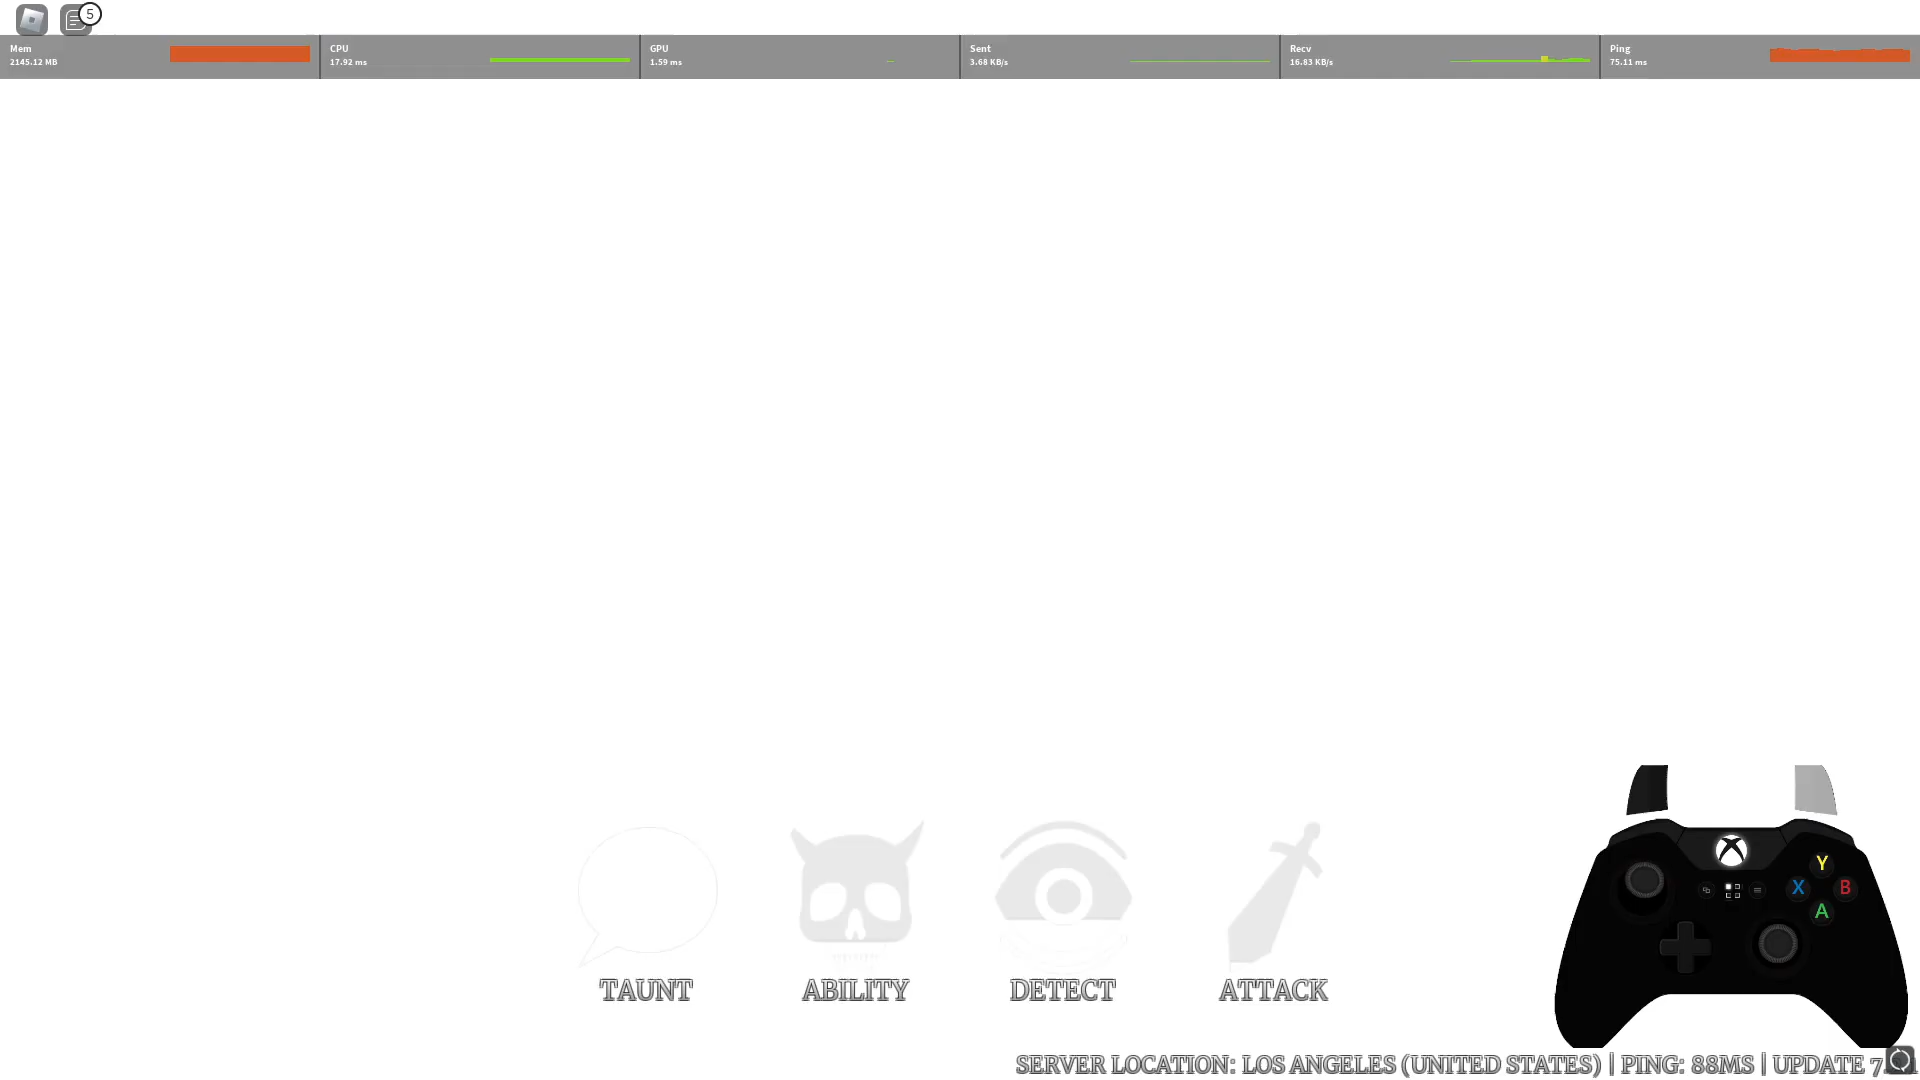 5
Mem
2145.12 MB
CPU
17.92 ms
GPU
1.59 ms
Sent
3.68 KB/s
Recv
16.83 KB/s
Ping
75.11 ms
Y
X
B
A
TAUNT
ABILITY
DETECT
ATTACK
SERVER LOCATION: LOS ANGELES (UNITED STATES) | PING: 88MS | UPDATE 7